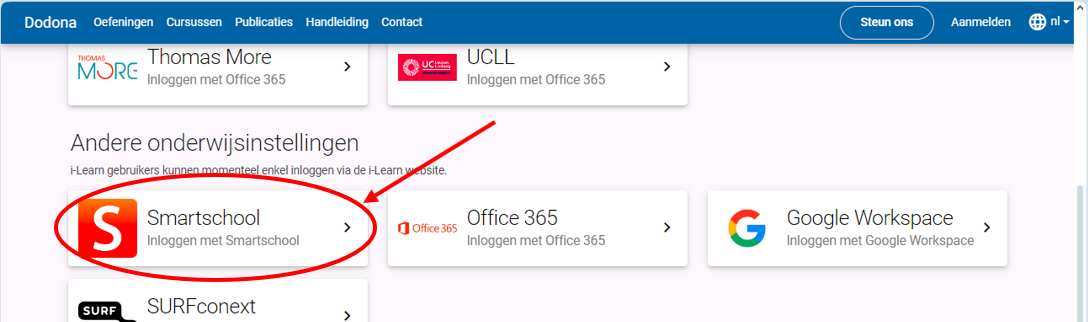 Dodona Oefeningen Cursussen Publicaties Handleiding Contact Steun ons Aanmelden nl
THOMAS MORE
Thomas More
Inloggen met Office 365
UC
UCLL
Inloggen met Office 365
Andere onderwijsinstellingen
i-Learn gebruikers kunnen momenteel enkel inloggen via de i-Learn website.
S
Smartschool
Inloggen met Smartschool
Office 365
Office 365
Inloggen met Office 365
G
Google Workspace
Inloggen met Google Workspace
SURF
SURFconext